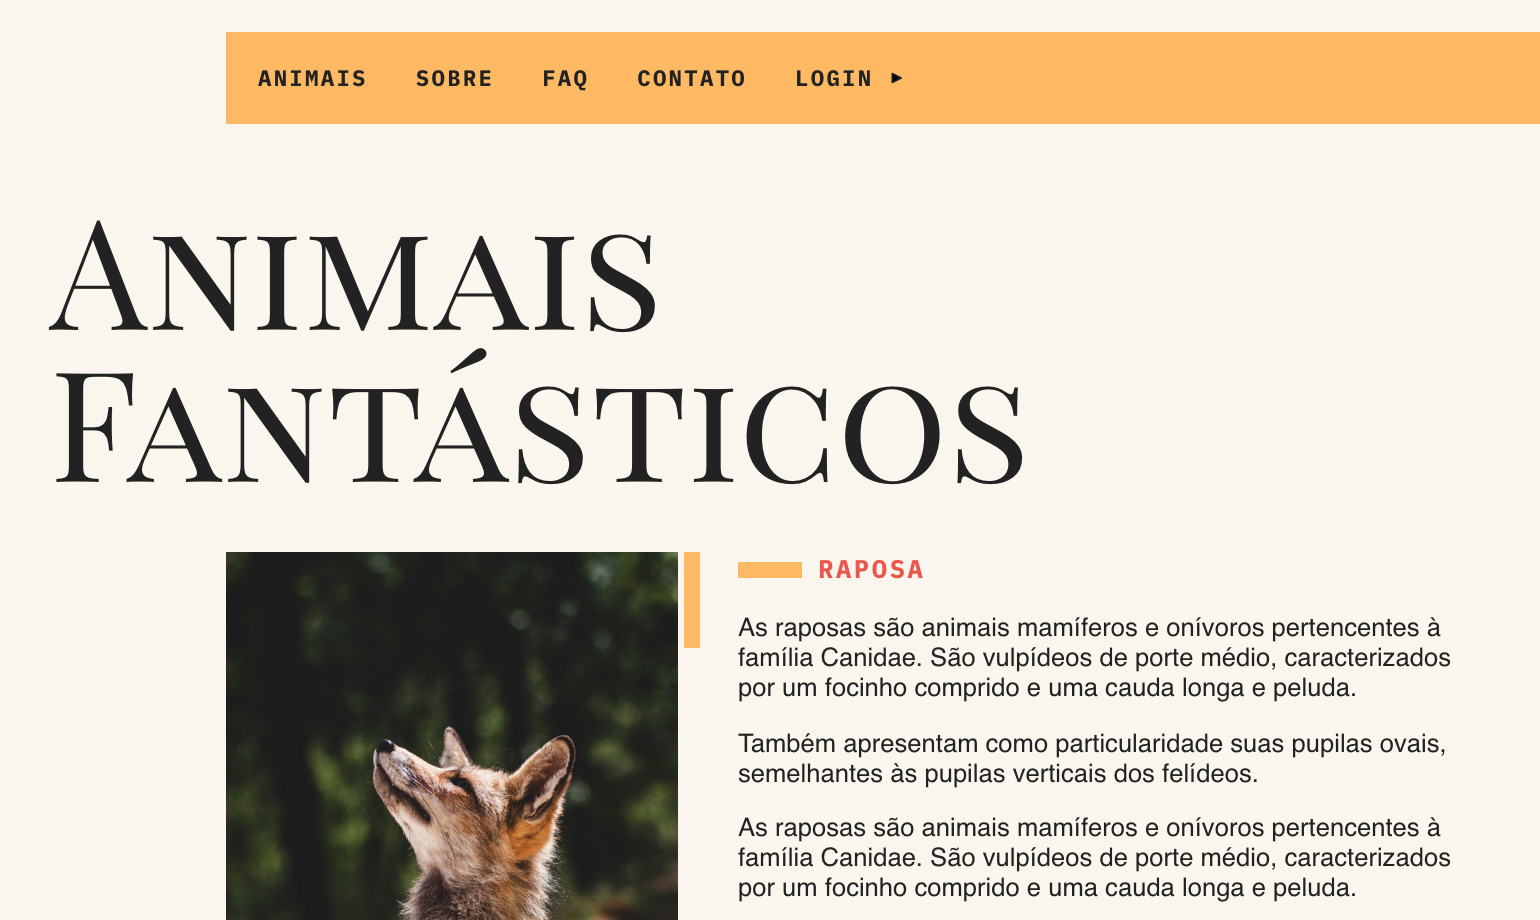 ANIMAIS SOBRE FAQ CONTATO LOGIN ▸
Animais
Fantásticos
RAPOSA
As raposas são animais mamíferos e onívoros pertencentes à
família Canidae. São vulpídeos de porte médio, caracterizados
por um focinho comprido e uma cauda longa e peluda.
Também apresentam como particularidade suas pupilas ovais,
semelhantes às pupilas verticais dos felídeos.
As raposas são animais mamíferos e onívoros pertencentes à
família Canidae. São vulpídeos de porte médio, caracterizados
por um focinho comprido e uma cauda longa e peluda.